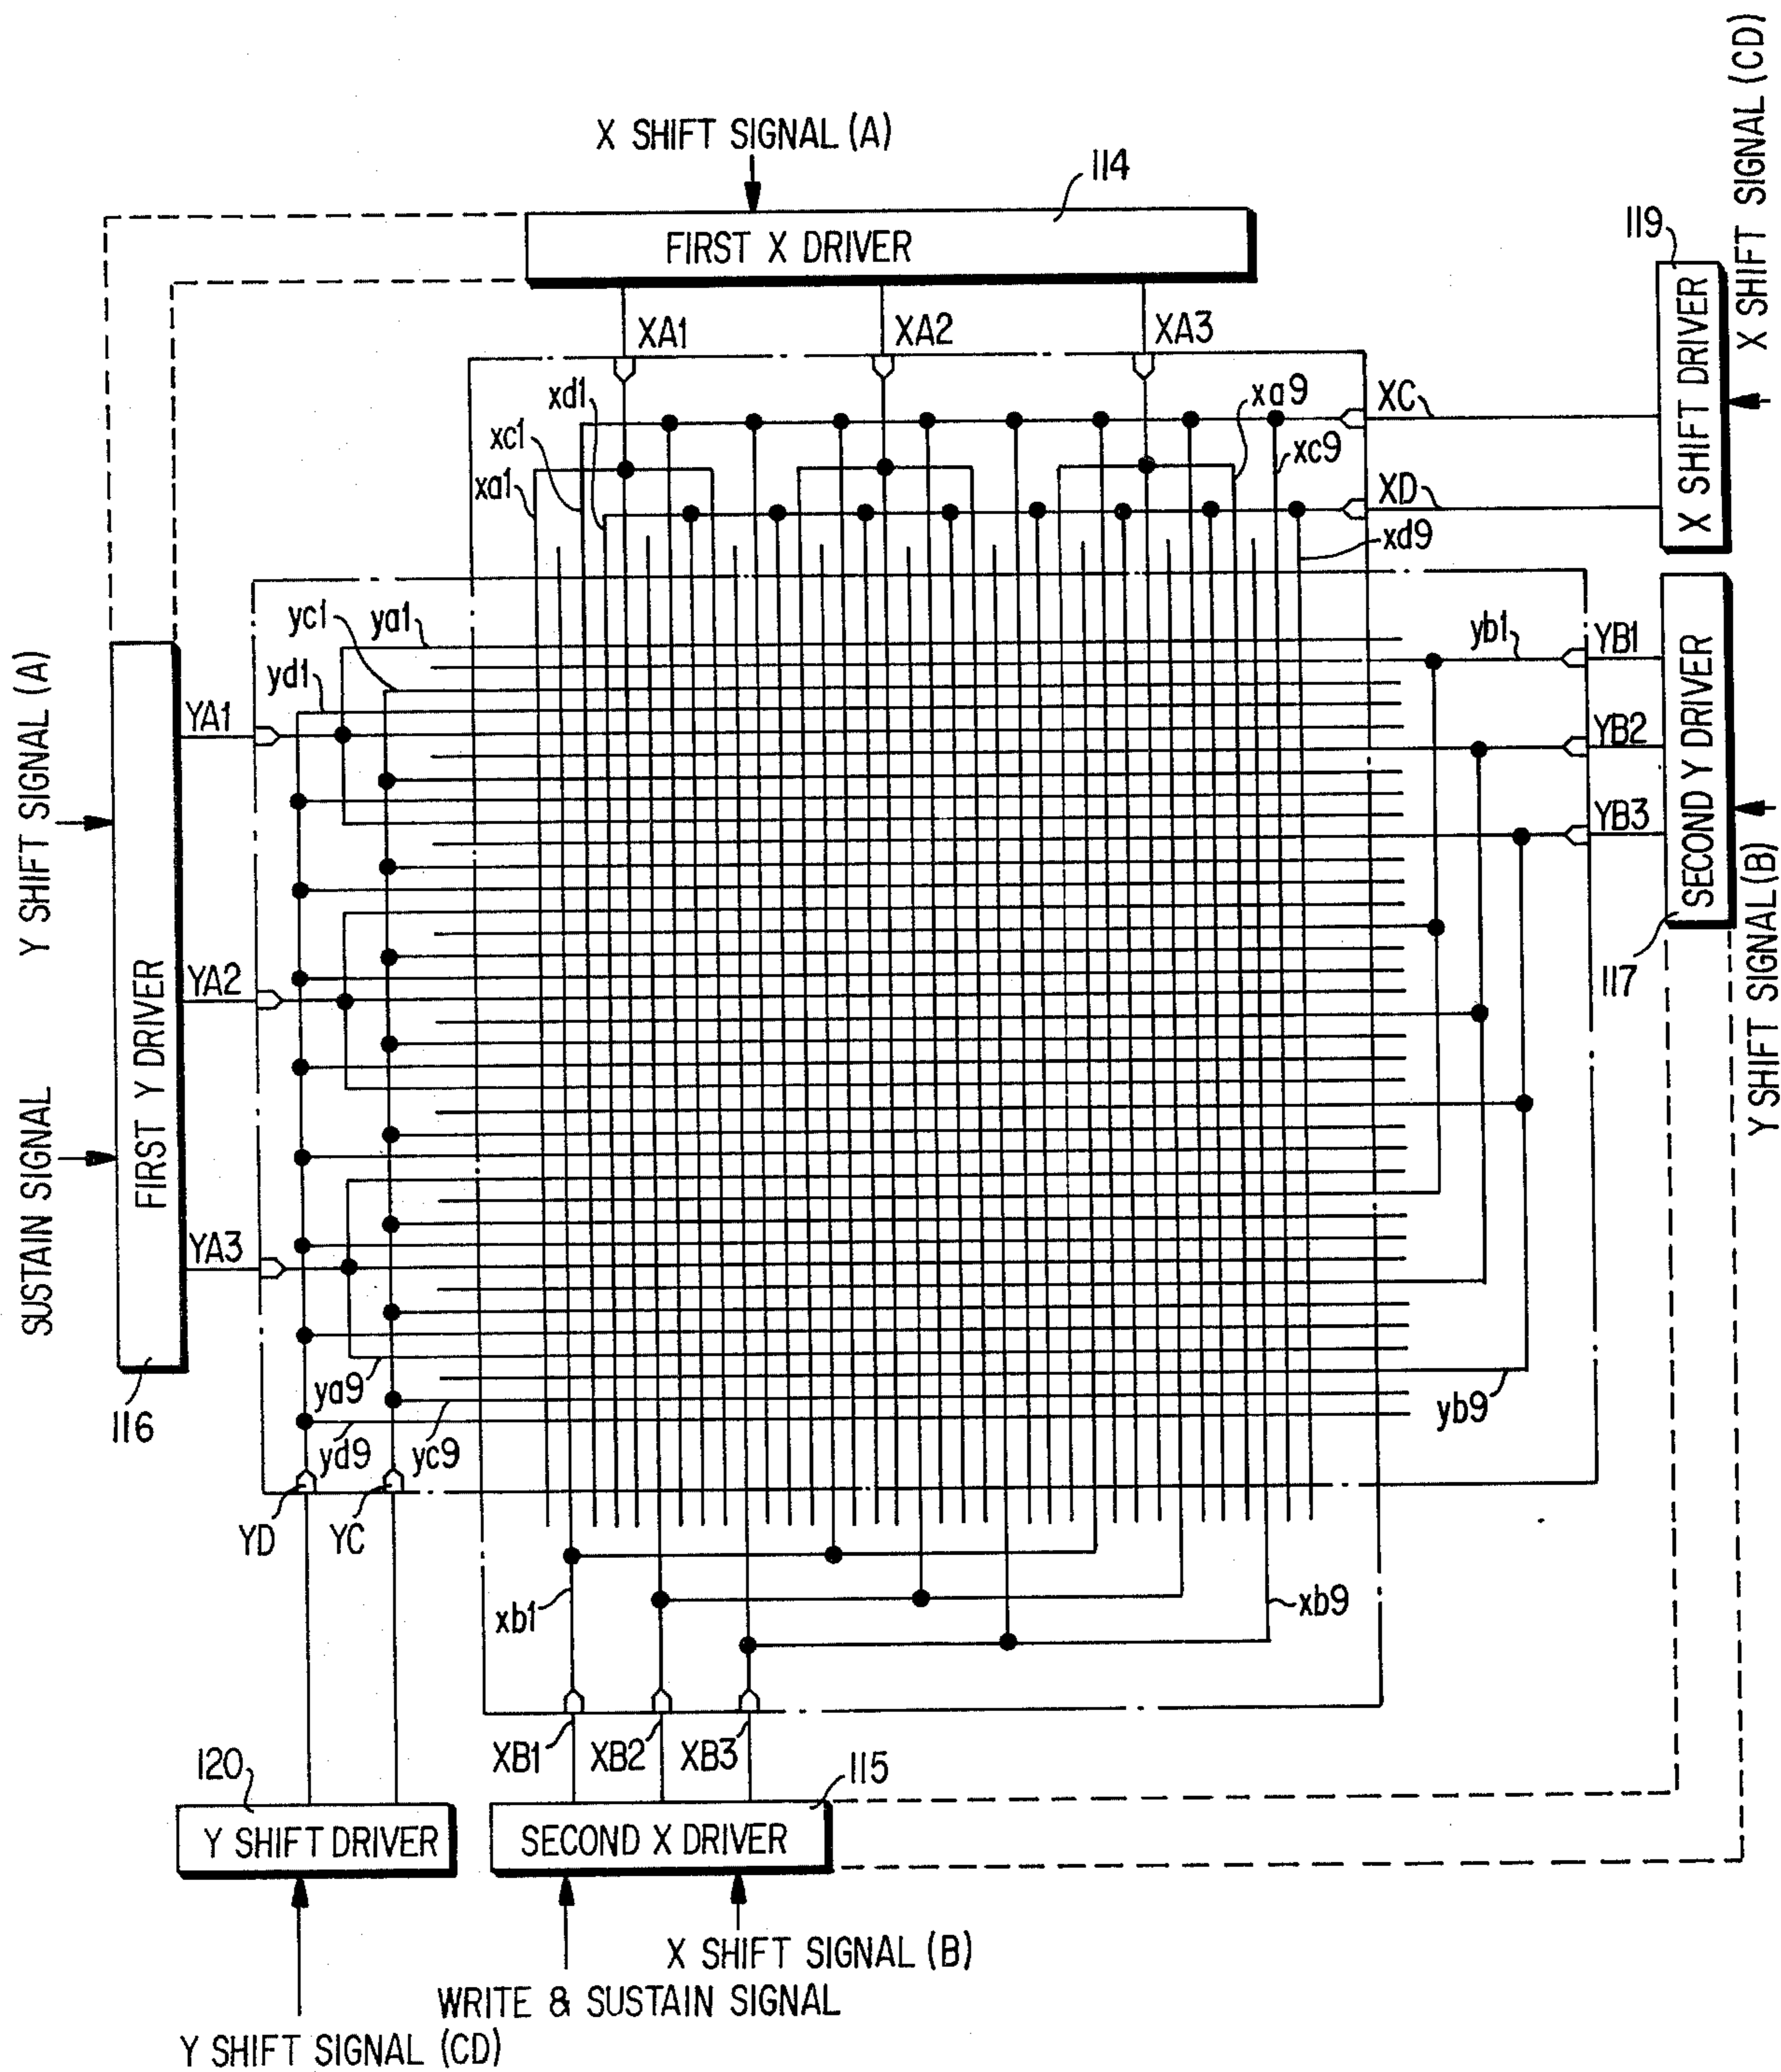 X SHIFT SIGNAL (A)
114
FIRST X DRIVER
X SHIFT SIGNAL (CD)
119
X SHIFT DRIVER
XA1
XA2
XA3
XC
XD
xd1
xc1
xa1
xa9
xc9
xd9
yc1
ya1
yd1
yb1
YB1
YB2
YB3
SECOND Y DRIVER
117
Y SHIFT SIGNAL (B)
Y SHIFT SIGNAL (A)
SUSTAIN SIGNAL
FIRST Y DRIVER
116
YA1
YA2
YA3
ya9
yd9
yc9
yb9
YD
YC
xb1
xb9
XB1
XB2
XB3
120
Y SHIFT DRIVER
115
SECOND X DRIVER
X SHIFT SIGNAL (B)
WRITE & SUSTAIN SIGNAL
Y SHIFT SIGNAL (CD)